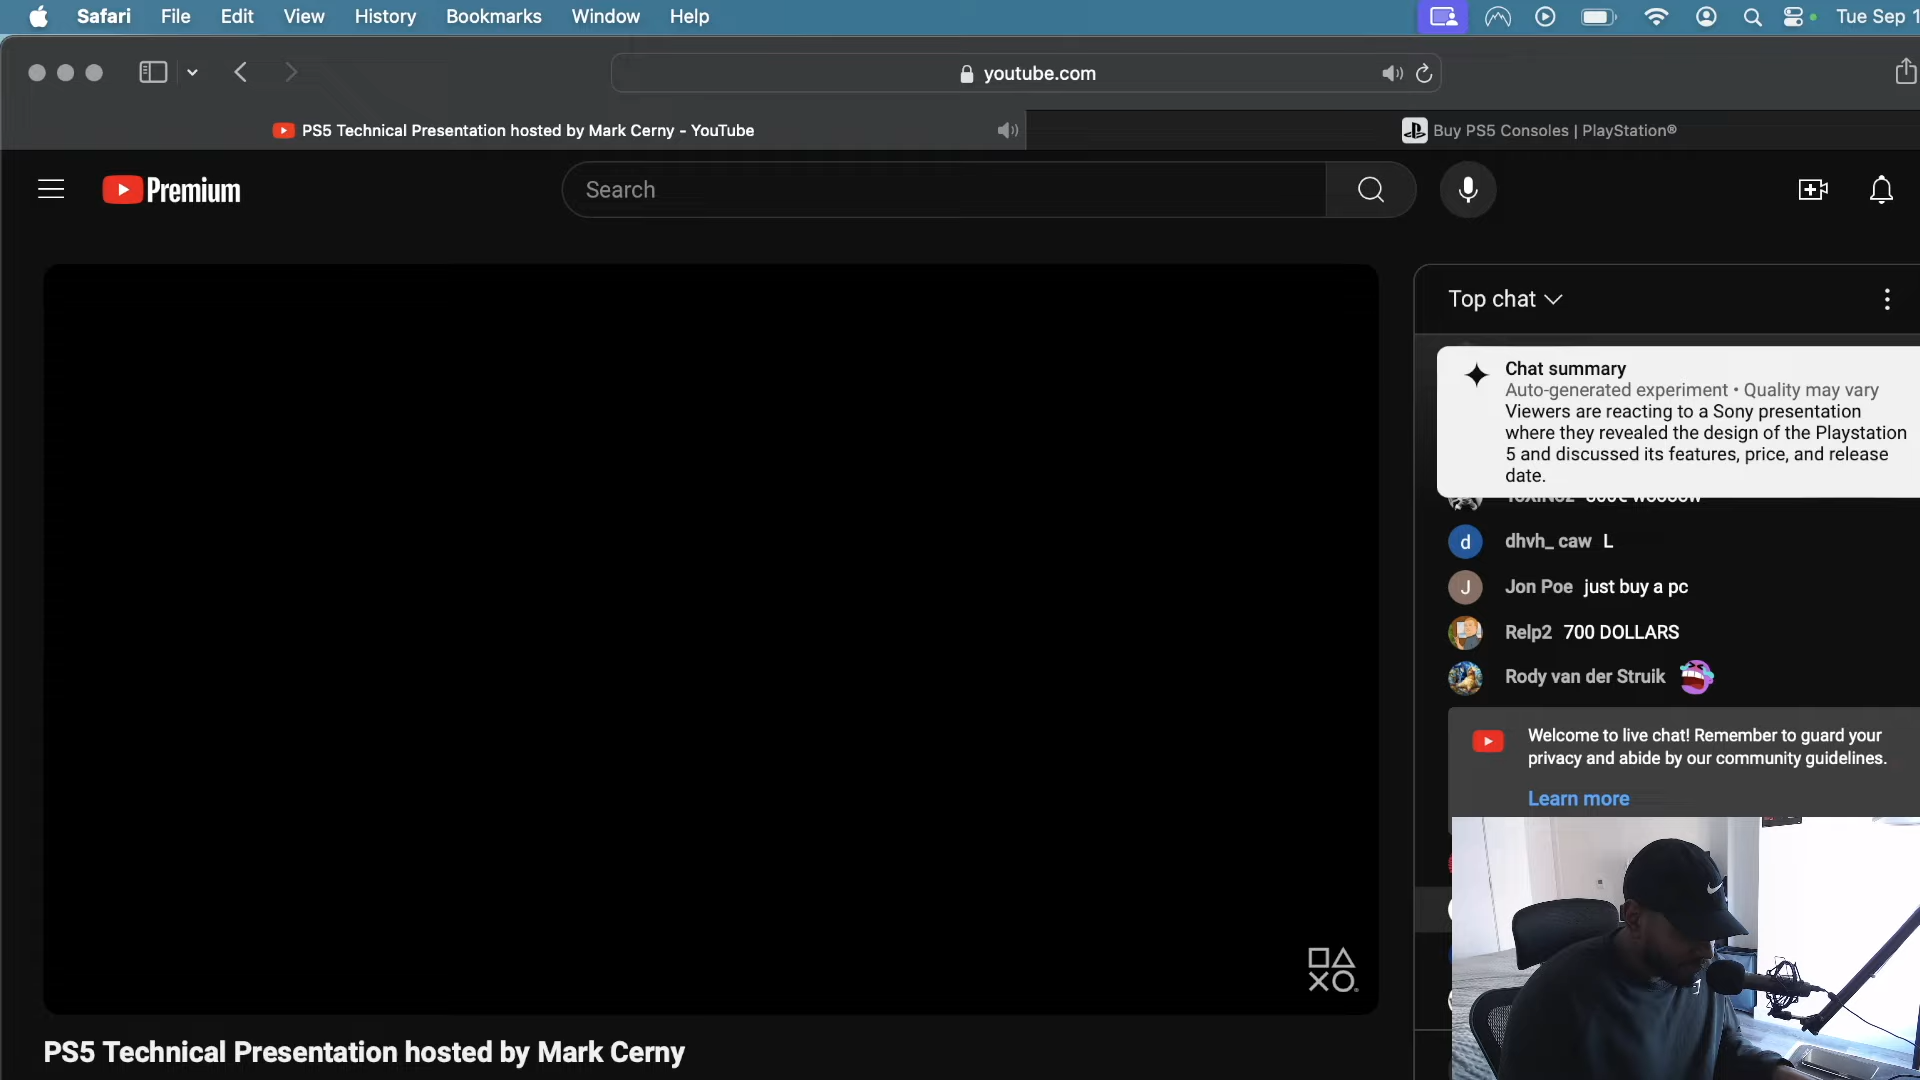 Safari File Edit View History Bookmarks Window Help Tue Sep 1
youtube.com
PS5 Technical Presentation hosted by Mark Cerny - YouTube
Buy PS5 Consoles | PlayStation®
Premium
Search
Top chat
Chat summary
Auto-generated experiment • Quality may vary
Viewers are reacting to a Sony presentation
where they revealed the design of the Playstation
5 and discussed its features, price, and release
date.
d dhvh_ caw L
J Jon Poe just buy a pc
Relp2 700 DOLLARS
Rody van der Struik
Welcome to live chat! Remember to guard your
privacy and abide by our community guidelines.
Learn more
PS5 Technical Presentation hosted by Mark Cerny